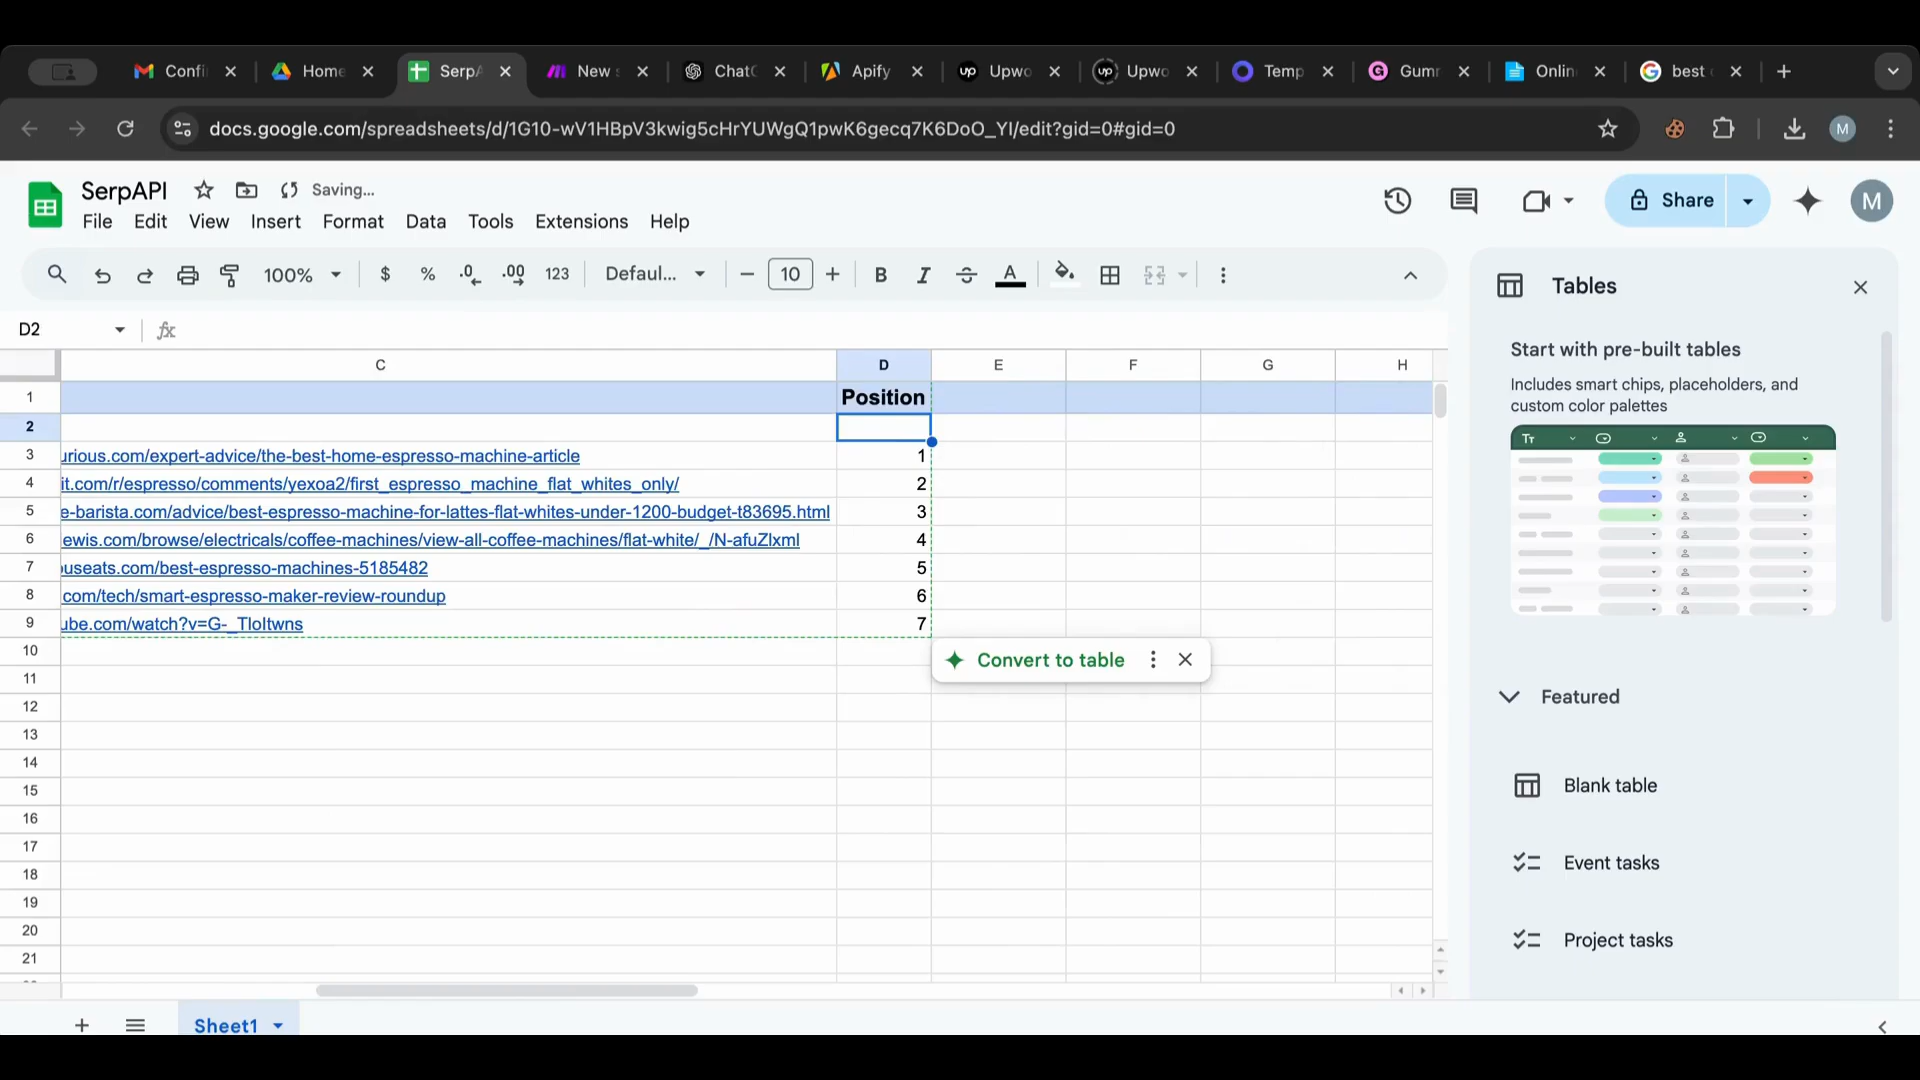 Confi
Home
SerpA
New s
ChatG
Apify
Upwo
Upwo
Temp
Gumr
Onlin
best
docs.google.com/spreadsheets/d/1G10-wV1HBpV3kwig5cHrYUWgQ1pwK6gecq7K6DoO_YI/edit?gid=0#gid=0
M
SerpAPI
Saving...
File Edit View Insert Format Data Tools Extensions Help
Share
M
100%
$ % .0 .00 123
Defaul...
10
B I A
D2
fx
C D E F G H
1 Position
2
3 urious.com/expert-advice/the-best-home-espresso-machine-article 1
4 it.com/r/espresso/comments/yexoa2/first_espresso_machine_flat_whites_only/ 2
5 e-barista.com/advice/best-espresso-machine-for-lattes-flat-whites-under-1200-budget-t83695.html 3
6 ewis.com/browse/electricals/coffee-machines/view-all-coffee-machines/flat-white/_/N-afuZlxml 4
7 ouseats.com/best-espresso-machines-5185482 5
8 .com/tech/smart-espresso-maker-review-roundup 6
9 ube.com/watch?v=G-_TloItwns 7
10
11
12
13
14
15
16
17
18
19
20
21
Convert to table
Sheet1
Tables
Start with pre-built tables
Includes smart chips, placeholders, and
custom color palettes
Tт
Featured
Blank table
Event tasks
Project tasks